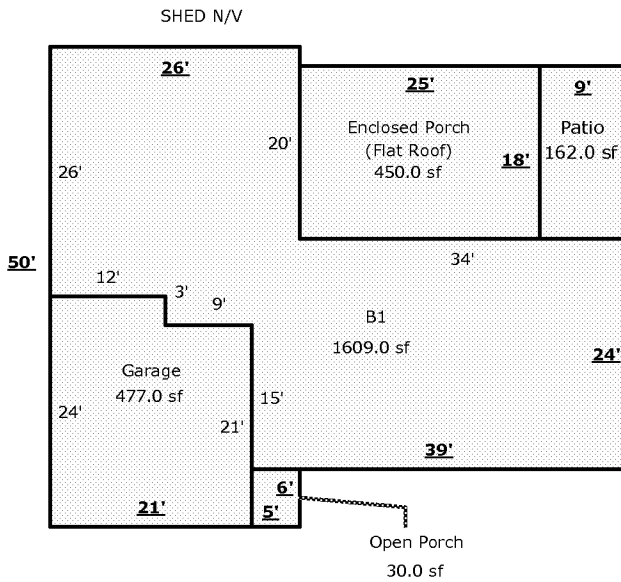 SHED N/V
26'
25'
9'
20'
Enclosed Porch
(Flat Roof)
450.0 sf
18'
Patio
162.0 sf
26'
34'
50'
12'
3'
9'
B1
1609.0 sf
24'
Garage
477.0 sf
24'
15'
21'
39'
6'
21'
5'
Open Porch
30.0 sf